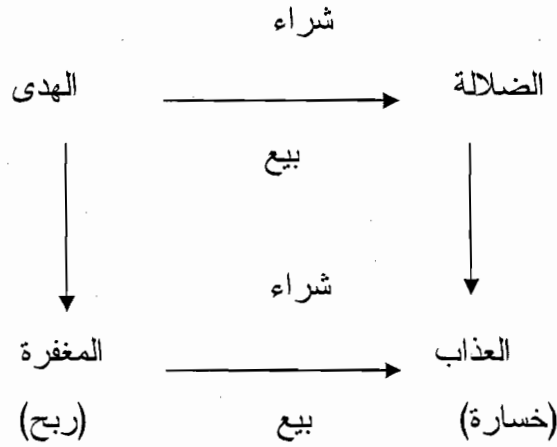 شراء
الضلالة الهدى
بيع
شراء
العذاب المغفرة
(خسارة) بيع (ربح)